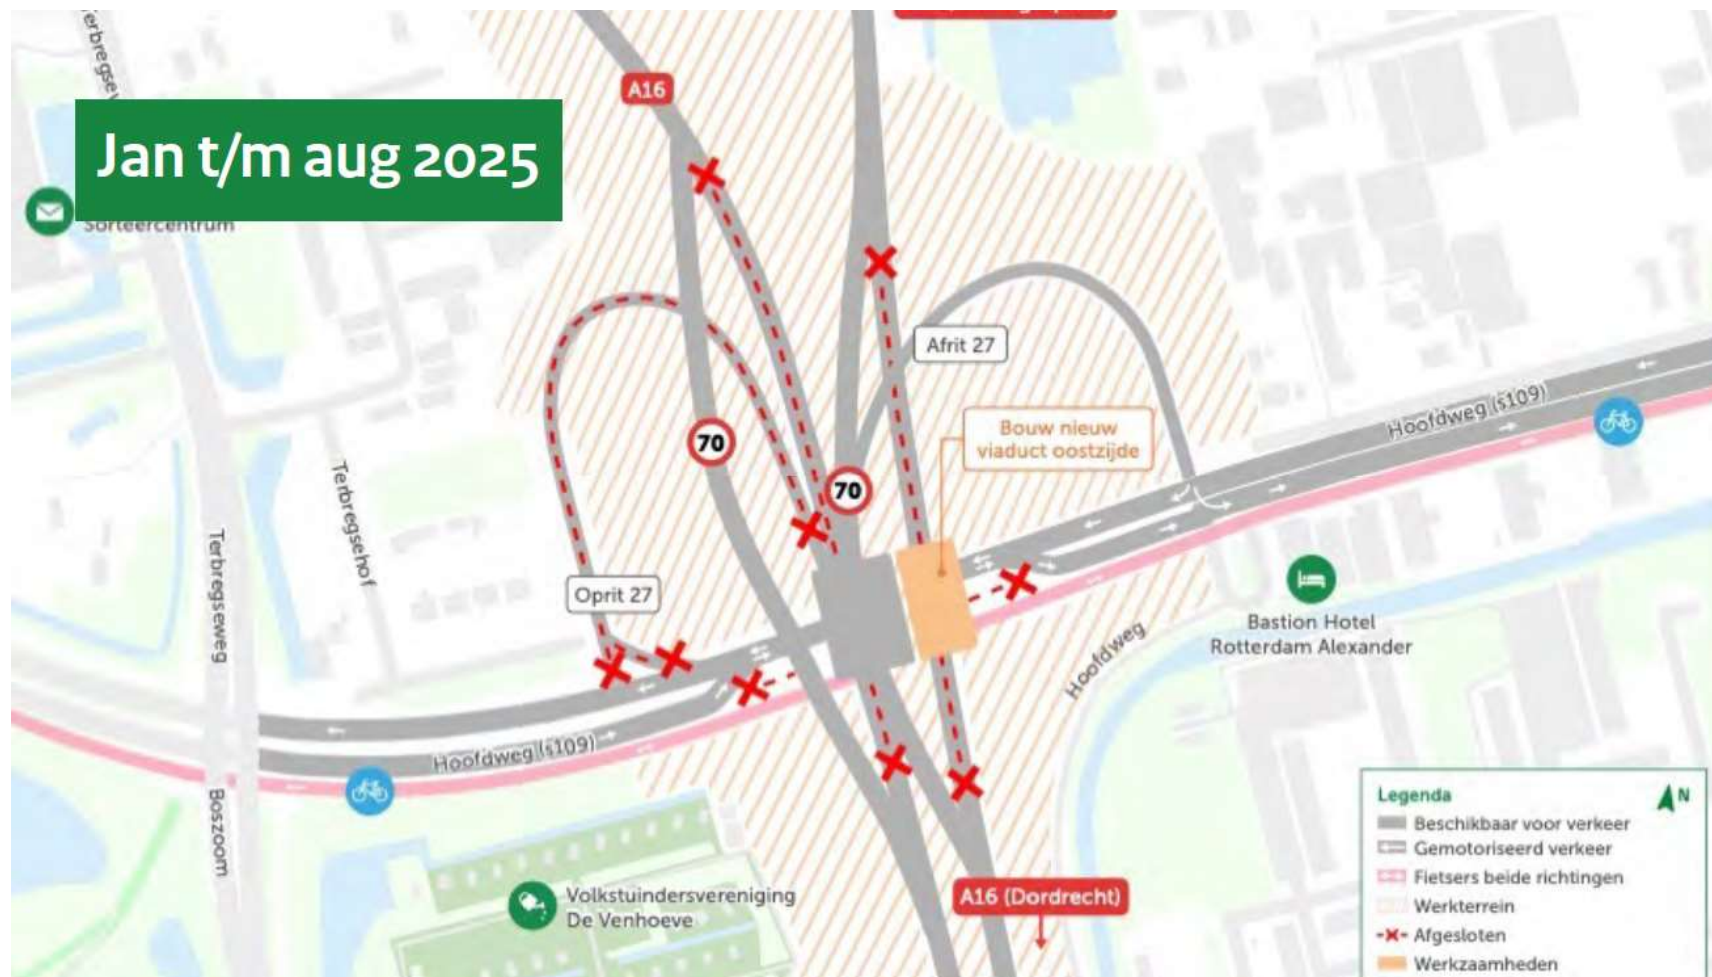 Jan t/m aug 2025
A16
Sorteercentrum
Afrit 27
70
70
Bouw nieuw
viaduct oostzijde
Hoofdweg (s109)
Terbregsehof
Terbregseweg
Oprit 27
Bastion Hotel
Rotterdam Alexander
Hoofdweg
Hoofdweg (s109)
Boszoom
Volkstuindersvereniging
De Venhoeve
A16 (Dordrecht)
Legenda
N
Beschikbaar voor verkeer
Gemotoriseerd verkeer
Fietsers beide richtingen
Werkterrein
Afgesloten
Werkzaamheden